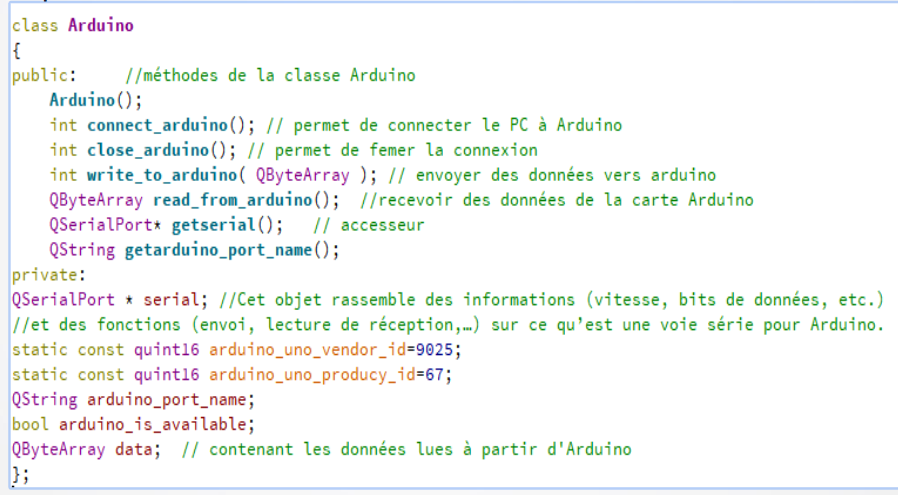 class Arduino
{
public:     //méthodes de la classe Arduino
    Arduino();
    int connect_arduino(); // permet de connecter le PC à Arduino
    int close_arduino(); // permet de femer la connexion
    int write_to_arduino( QByteArray ); // envoyer des données vers arduino
    QByteArray read_from_arduino();  //recevoir des données de la carte Arduino
    QSerialPort* getserial();   // accesseur
    QString getarduino_port_name();
private:
QSerialPort * serial; //Cet objet rassemble des informations (vitesse, bits de données, etc.)
//et des fonctions (envoi, lecture de réception,…) sur ce qu’est une voie série pour Arduino.
static const quint16 arduino_uno_vendor_id=9025;
static const quint16 arduino_uno_producy_id=67;
QString arduino_port_name;
bool arduino_is_available;
QByteArray data;  // contenant les données lues à partir d'Arduino
};